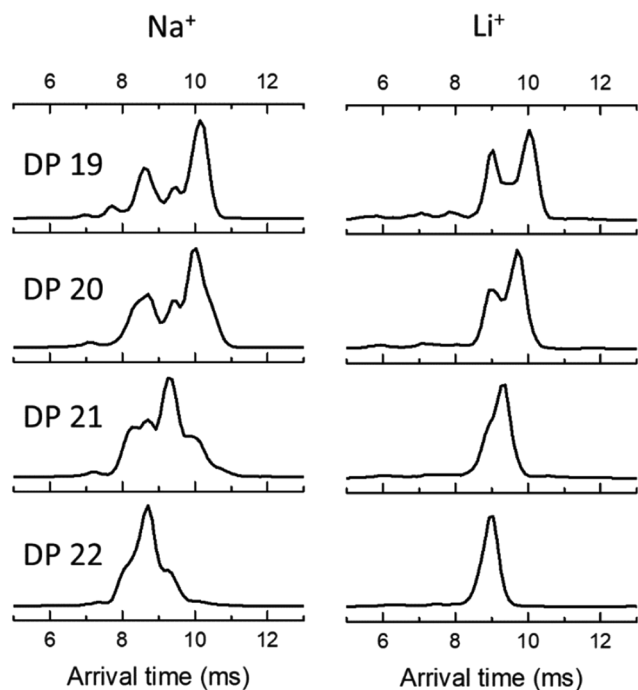 Na⁺ Li⁺
6 8 10 12 6 8 10 12
DP 19
DP 20
DP 21
DP 22
6 8 10 12 6 8 10 12
Arrival time (ms) Arrival time (ms)